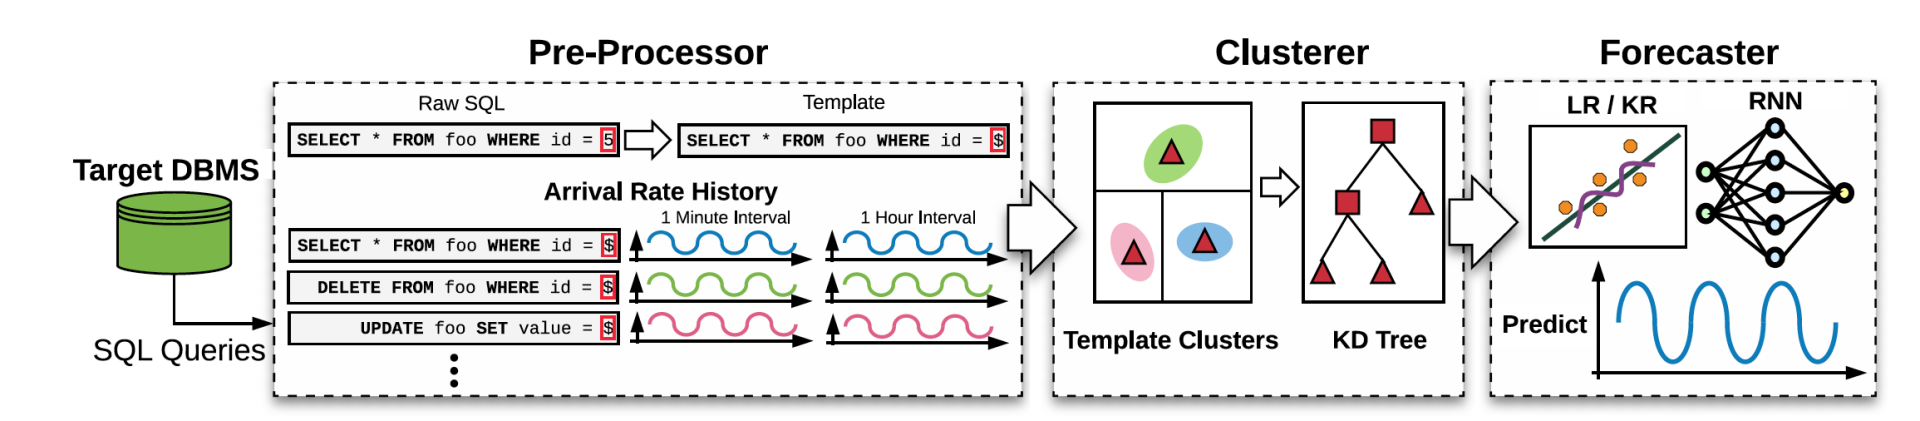 Pre-Processor
Clusterer
Forecaster
Raw SQL
Template
SELECT * FROM foo WHERE id = 5
SELECT * FROM foo WHERE id = $
Target DBMS
SQL Queries
Arrival Rate History
1 Minute Interval
1 Hour Interval
SELECT * FROM foo WHERE id = $
DELETE FROM foo WHERE id = $
UPDATE foo SET value = $
Template Clusters
KD Tree
LR / KR
RNN
Predict